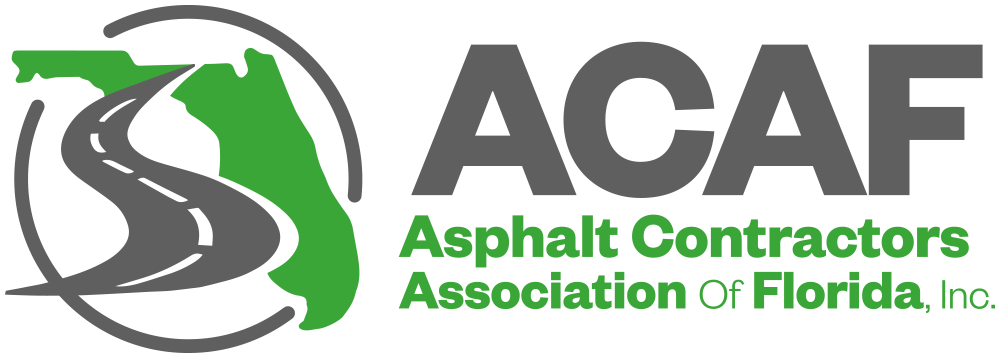 ACAF
Asphalt Contractors
Association Of Florida, Inc.